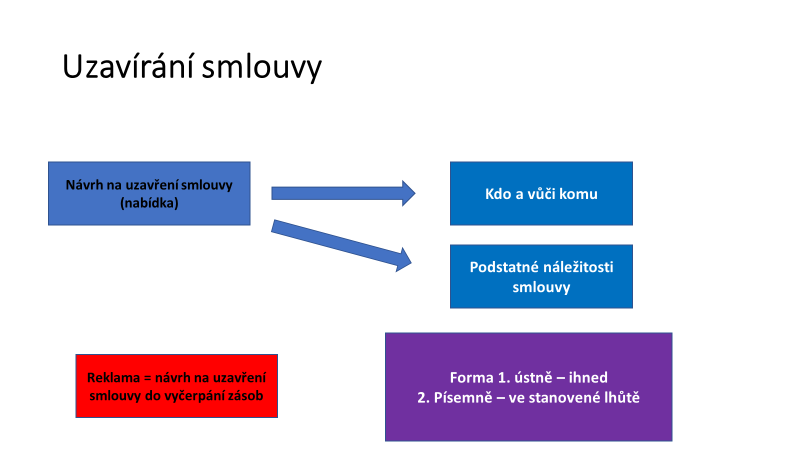 Uzavírání smlouvy
Návrh na uzavření smlouvy
(nabídka)
Kdo a vůči komu
Podstatné náležitosti
smlouvy
Reklama = návrh na uzavření
smlouvy do vyčerpání zásob
Forma 1. ústně – ihned
2. Písemně – ve stanovené lhůtě